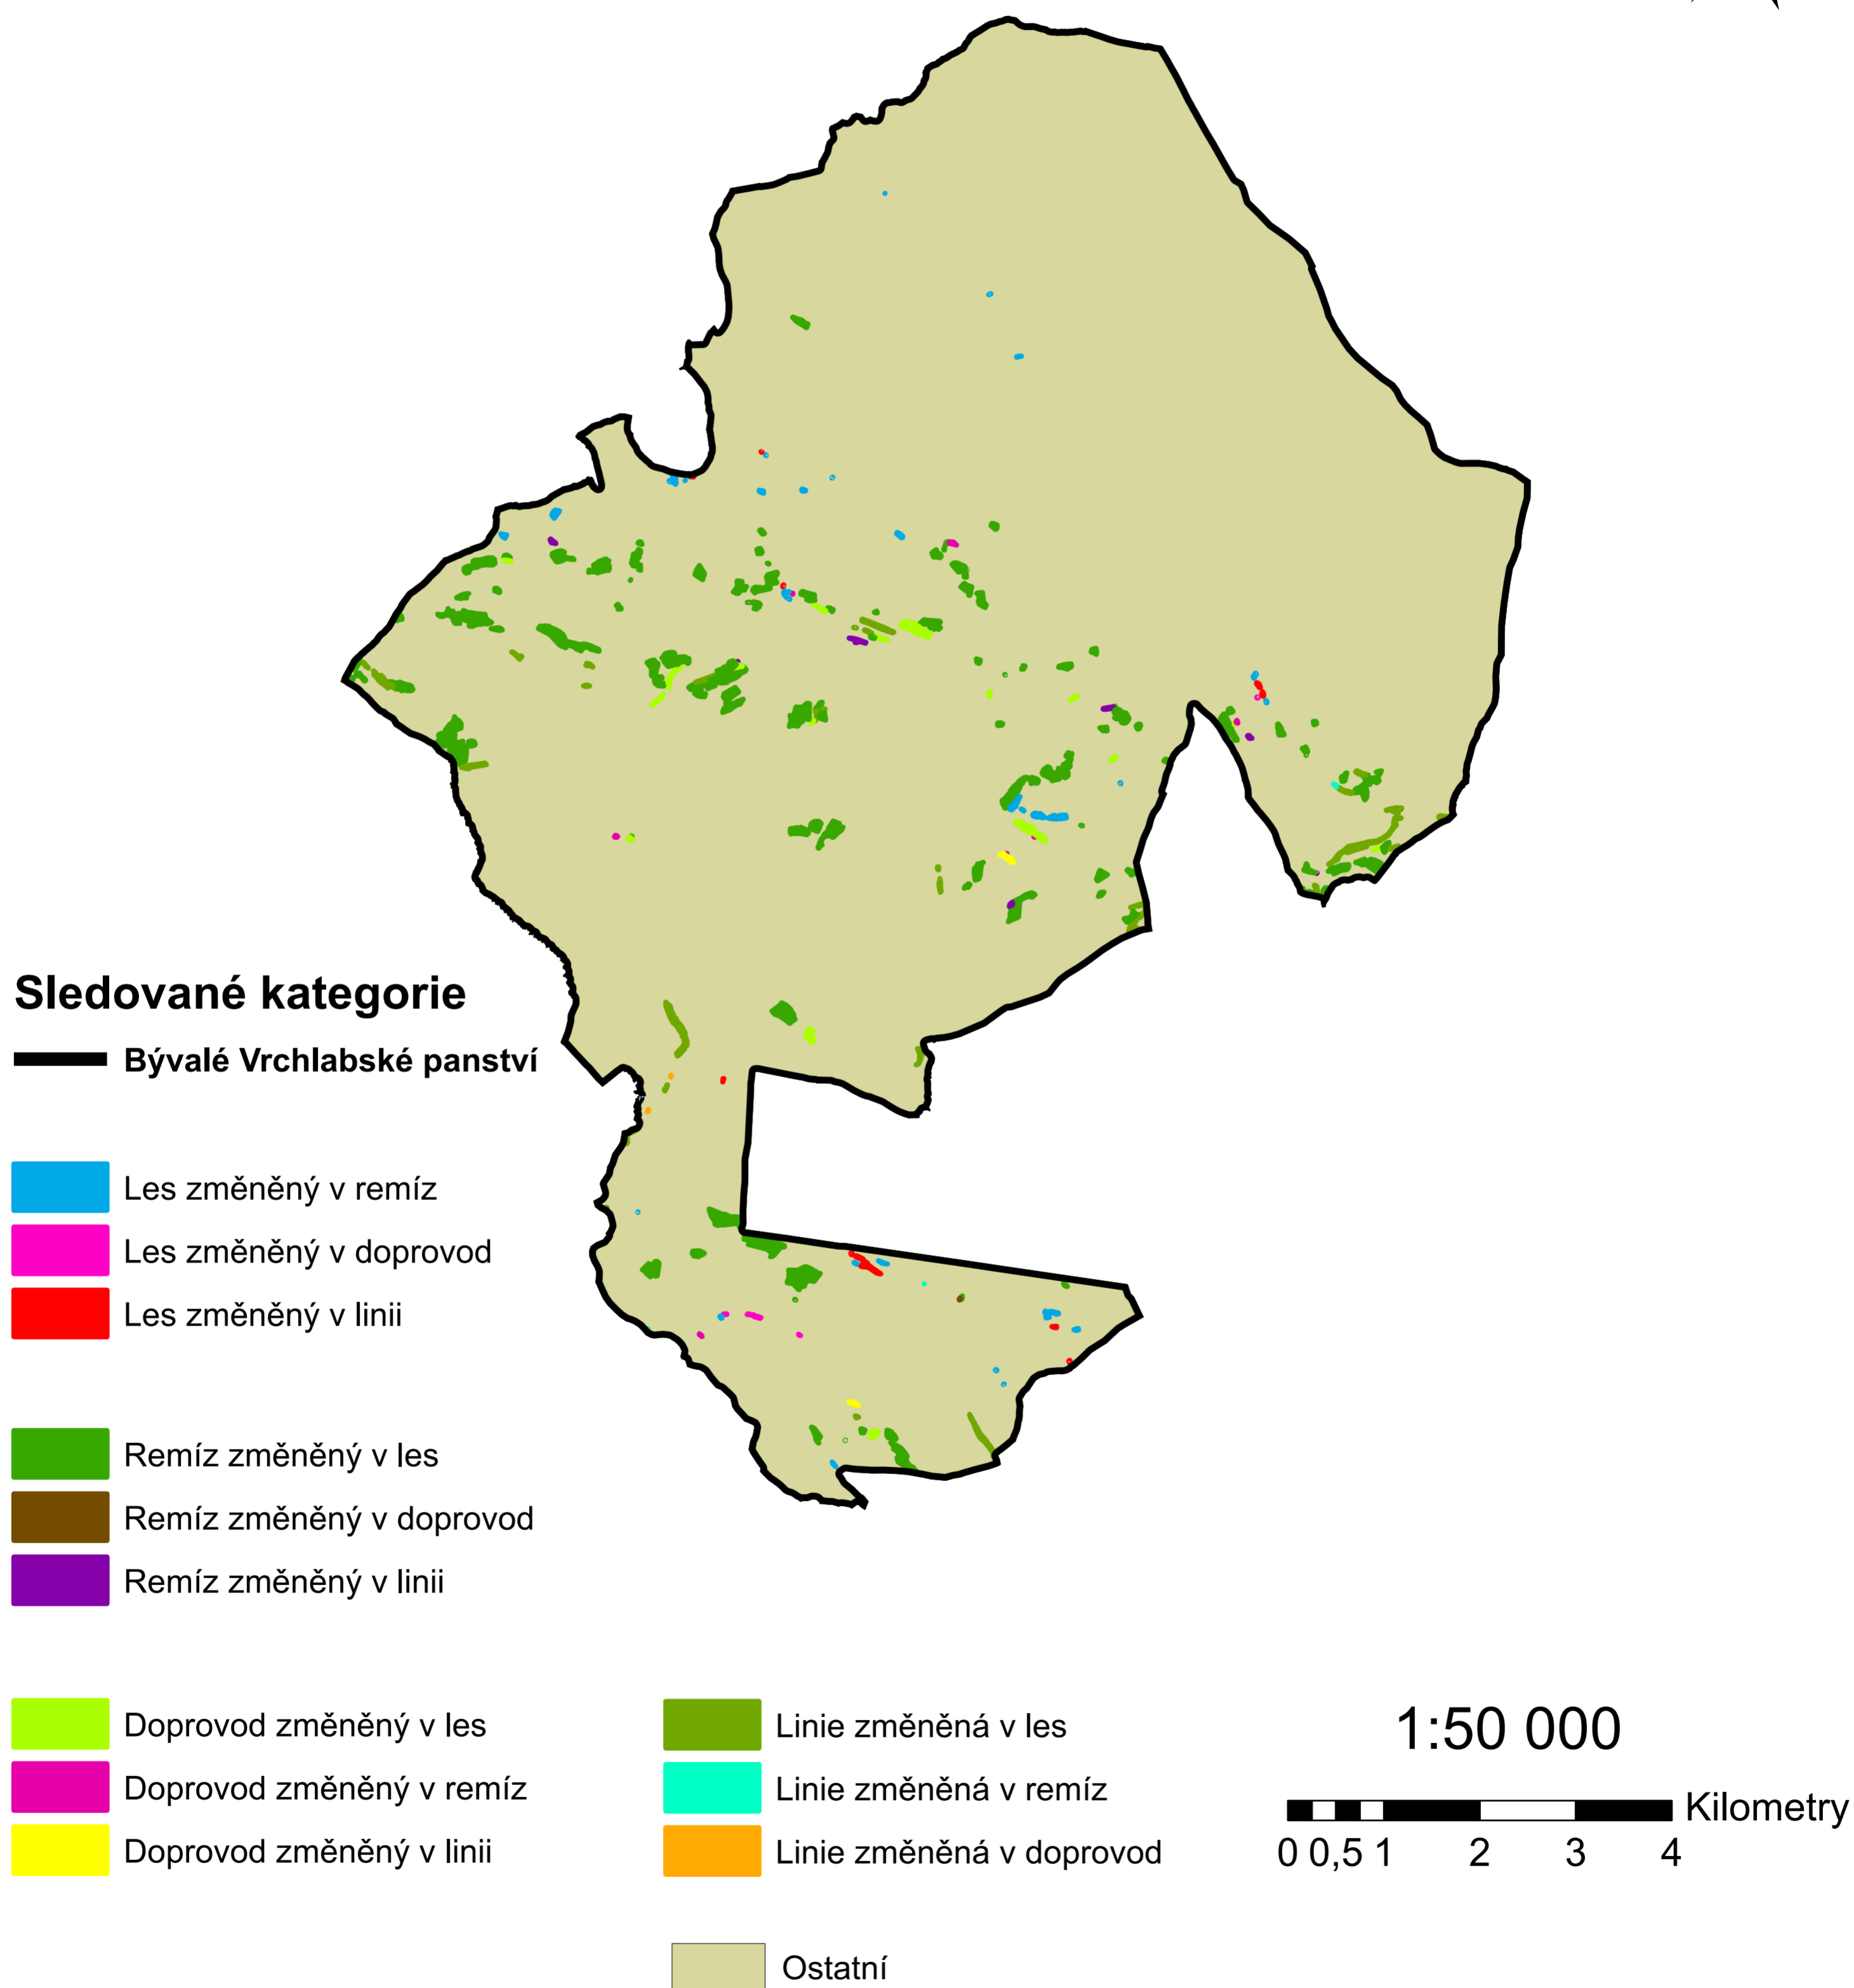 Sledované kategorie
Bývalé Vrchlabské panství
Les změněný v remíz
Les změněný v doprovod
Les změněný v linii
Remíz změněný v les
Remíz změněný v doprovod
Remíz změněný v linii
Doprovod změněný v les
Doprovod změněný v remíz
Doprovod změněný v linii
Linie změněná v les
Linie změněná v remíz
Linie změněná v doprovod
Ostatní
1:50 000
Kilometry
0 0,5 1 2 3 4